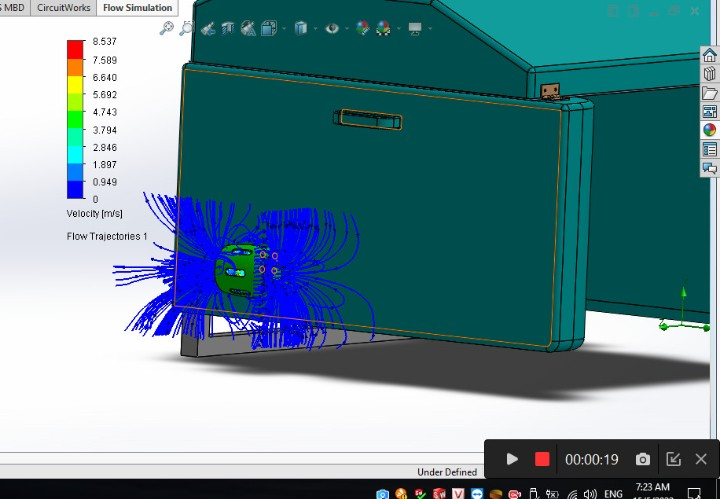 S MBD CircuitWorks Flow Simulation
8.537
7.589
6.640
5.692
4.743
3.794
2.846
1.897
0.949
0
Velocity [m/s]
Flow Trajectories 1
Under Defined
00:00:19
ENG
7:23 AM